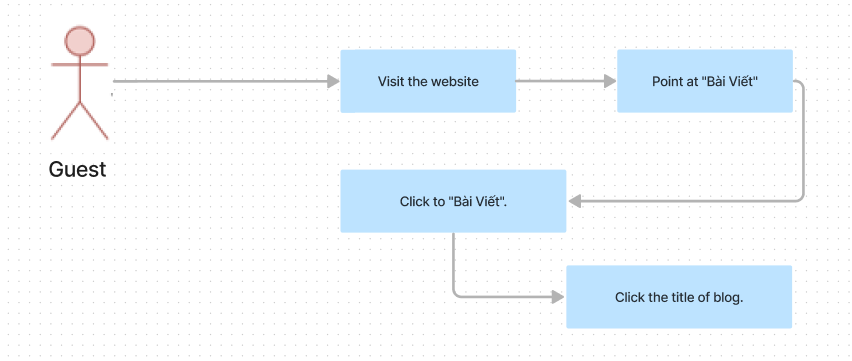 Guest
Visit the website
Point at "Bài Viết"
Click to "Bài Viết".
Click the title of blog.